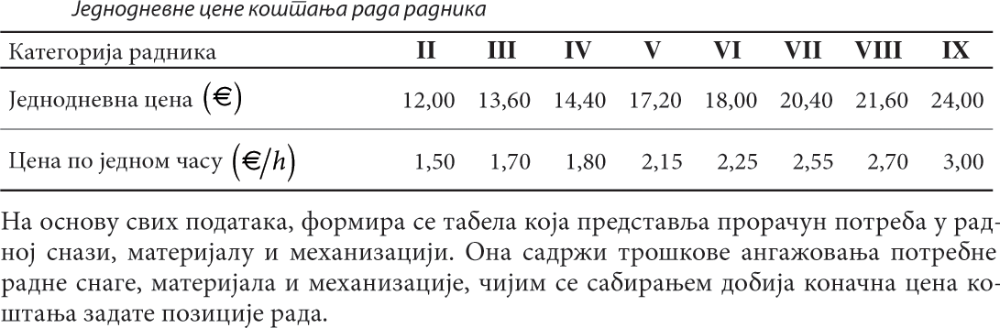 Једнодневне цене коштања рада радника
Категорија радника II III IV V VI VII VIII IX
Једнодневна цена (€) 12,00 13,60 14,40 17,20 18,00 20,40 21,60 24,00
Цена по једном часу (€/h) 1,50 1,70 1,80 2,15 2,25 2,55 2,70 3,00
На основу свих података, формира се табела која представља прорачун потреба у рад-
ној снази, материјалу и механизацији. Она садржи трошкове ангажовања потребне
радне снаге, материјала и механизације, чијим се сабирањем добија коначна цена ко-
штања задате позиције рада.